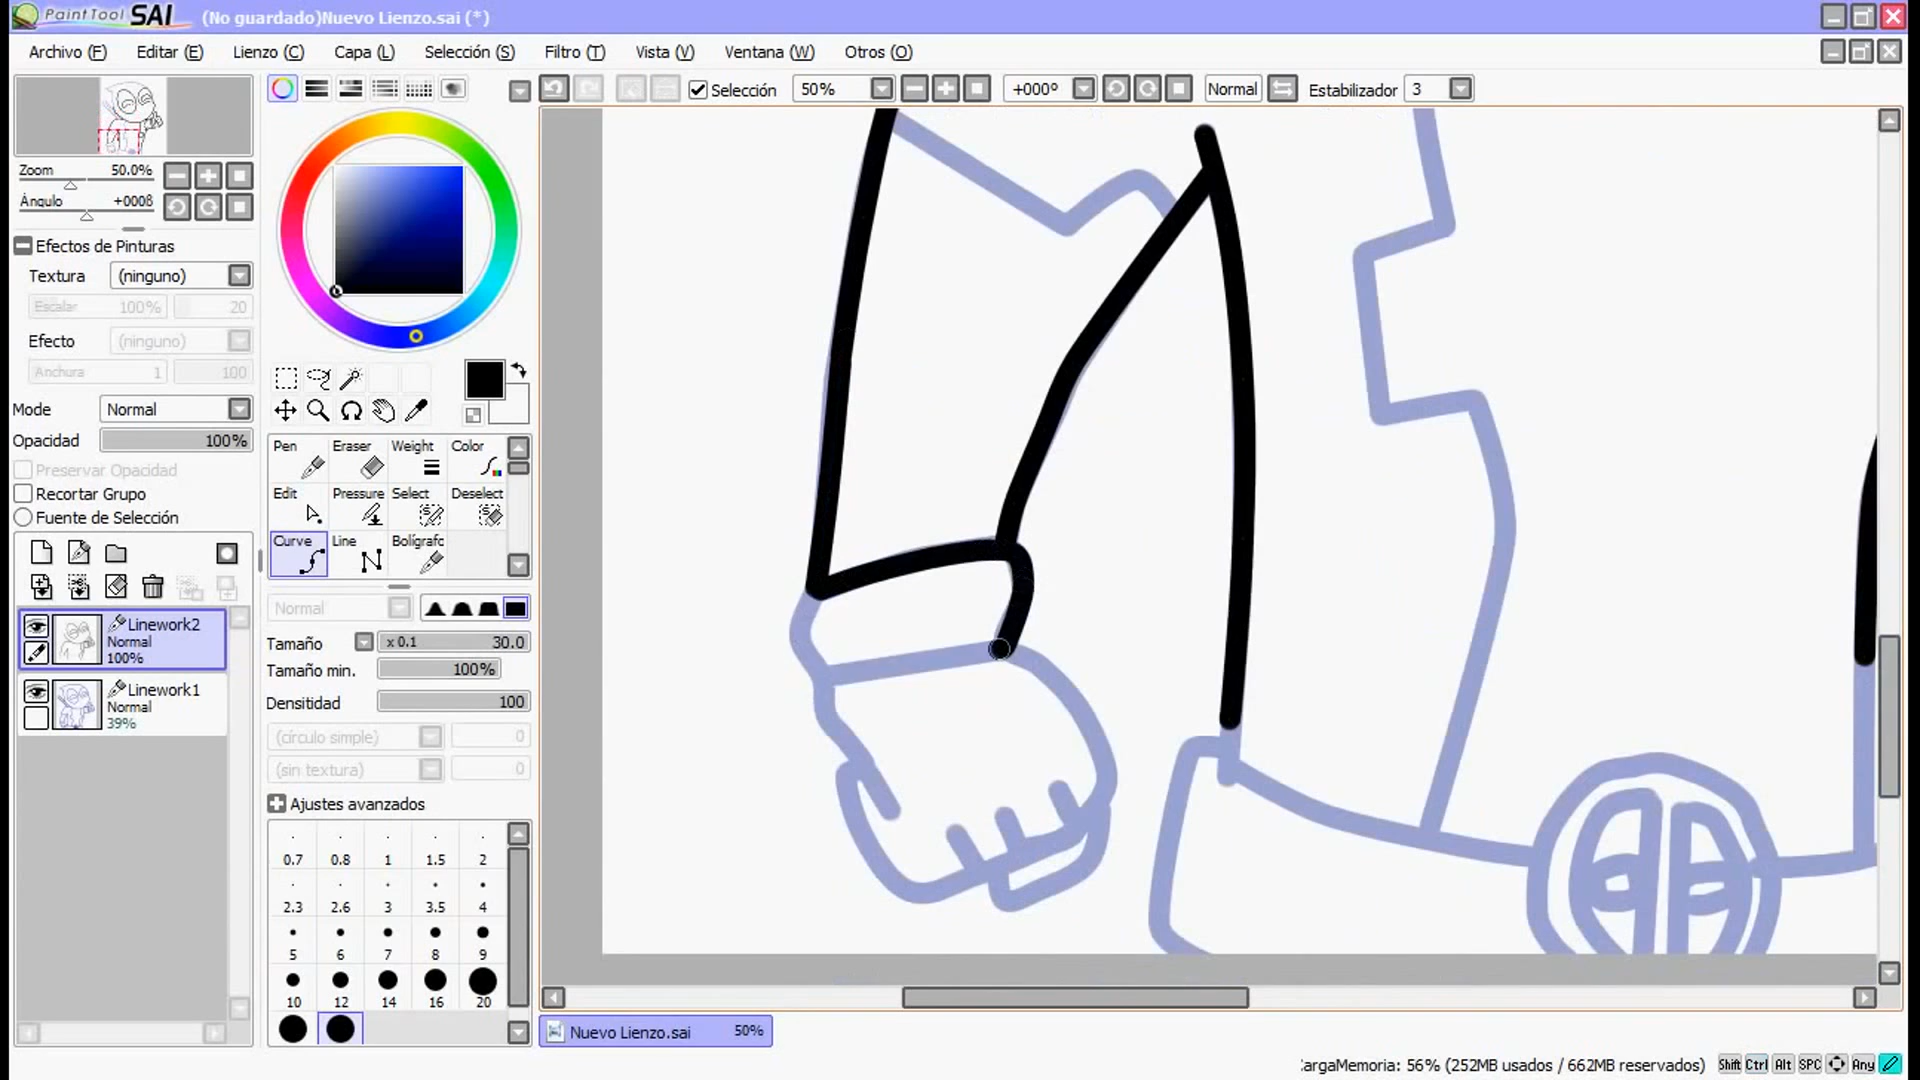 PaintTool SAI (No guardado)Nuevo Lienzo.sai (*)
Archivo (F) Editar (E) Lienzo (C) Capa (L) Selección (S) Filtro (T) Vista (V) Ventana (W) Otros (O)
Selección 50% +000º Normal Estabilizador 3
Zoom 50.0%
Ángulo +000ß
Efectos de Pinturas
Textura (ninguno)
Escalar 100% 20
Efecto (ninguno)
Anchura 1 100
Mode Normal
Opacidad 100%
Preservar Opacidad
Recortar Grupo
Fuente de Selección
Linework2
Normal
100%
Linework1
Normal
39%
Pen Eraser Weight Color
Edit Pressure Select Deselect
Curve Line Bolígrafc
Normal
Tamaño x 0.1 30.0
Tamaño min. 100%
Densitidad 100
(círculo simple) 0
(sin textura) 0
Ajustes avanzados
0.7 0.8 1 1.5 2
2.3 2.6 3 3.5 4
5 6 7 8 9
10 12 14 16 20
Nuevo Lienzo.sai 50%
CargaMemoria: 56% (252MB usados / 662MB reservados) Shift Ctrl Alt SPC Any